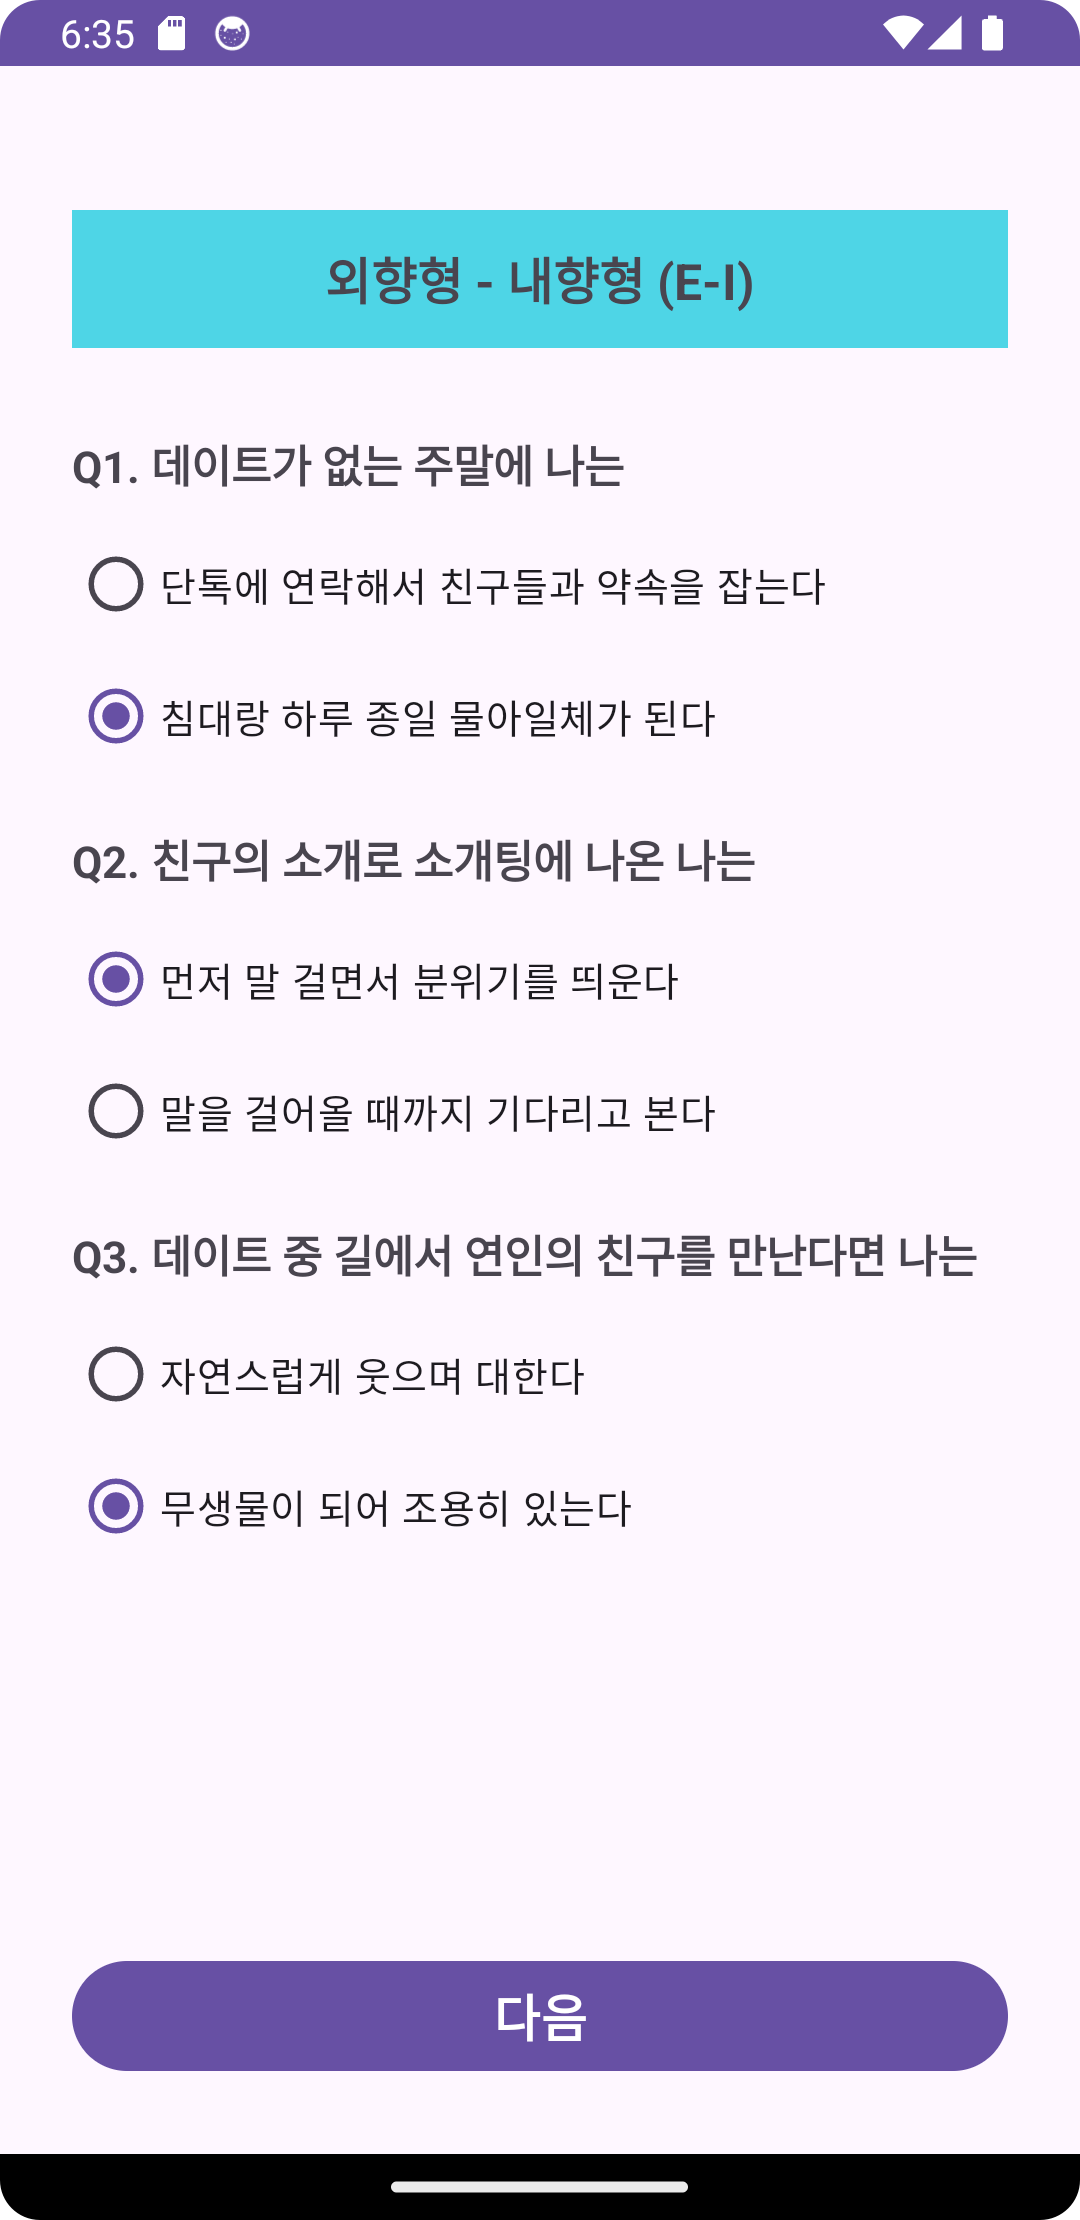 6:35
외향형 - 내향형 (E-I)
Q1. 데이트가 없는 주말에 나는
단톡에 연락해서 친구들과 약속을 잡는다
침대랑 하루 종일 물아일체가 된다
Q2. 친구의 소개로 소개팅에 나온 나는
먼저 말 걸면서 분위기를 띄운다
말을 걸어올 때까지 기다리고 본다
Q3. 데이트 중 길에서 연인의 친구를 만난다면 나는
자연스럽게 웃으며 대한다
무생물이 되어 조용히 있는다
다음